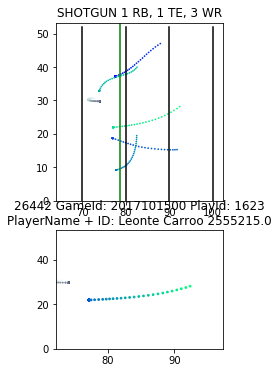 SHOTGUN 1 RB, 1 TE, 3 WR
50
40
30
20
10
0
70 80 90 100
26442 GameId: 2017101500 PlayId: 1623
PlayerName + ID: Leonte Carroo 2555215.0
40
20
0
80 90